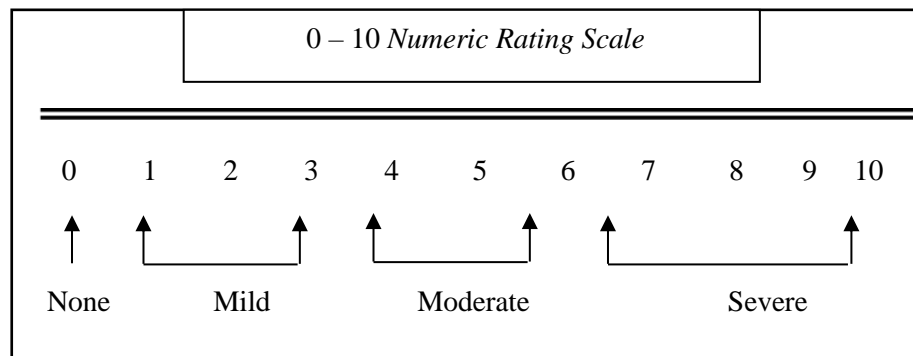 0 – 10 Numeric Rating Scale
0 1 2 3 4 5 6 7 8 9 10
None Mild Moderate Severe